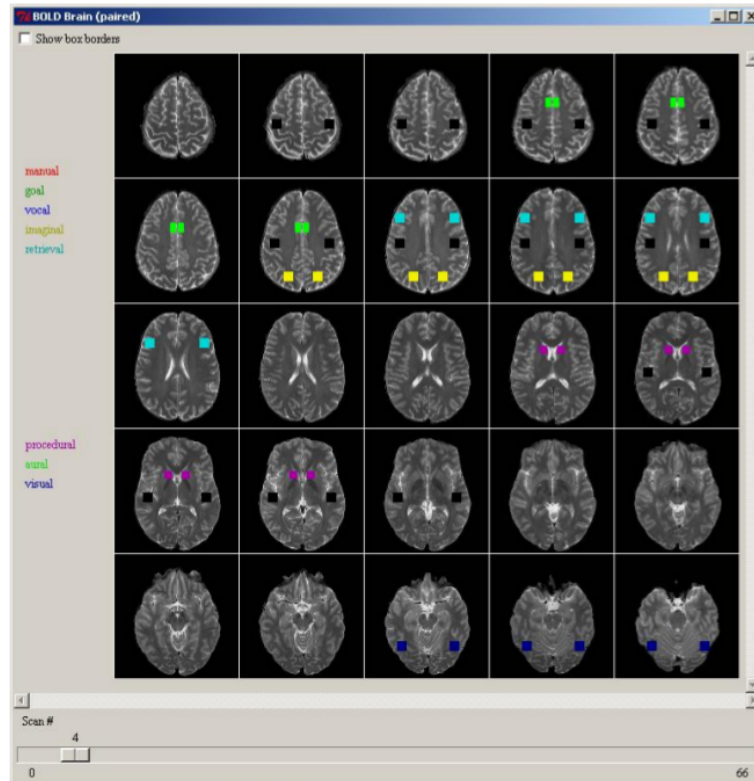 BOLD Brain (paired)
Show box borders
manual
goal
vocal
imaginal
retrieval
procedural
aural
visual
Scan #
4
0
66